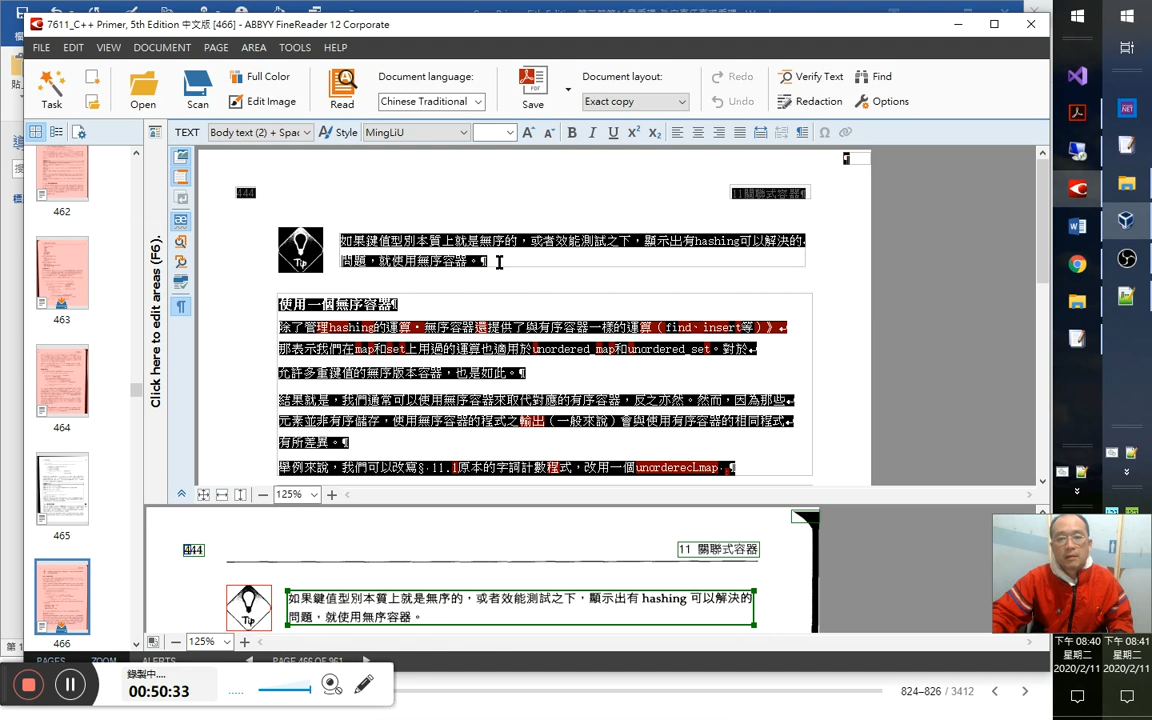 7611_C++ Primer, 5th Edition 中文版 [466] - ABBYY FineReader 12 Corporate
FILE EDIT VIEW DOCUMENT PAGE AREA TOOLS HELP
Task Open Scan Full Color Edit Image Read Document language: Chinese Traditional Save Document layout: Exact copy Redo Undo Verify Text Find Redaction Options
TEXT Body text (2) + Spac Style MingLiU
444
11關聯式容器¶
Tip
如果鍵值型別本質上就是無序的,或者效能測試之下,顯示出有hashing可以解決的
問題,就使用無序容器。¶
使用一個無序容器¶
除了管理hashing的運算・無序容器還提供了與有序容器一樣的運算(find、insert等)》
那表示我們在map和set上用過的運算也適用於unordered map和unordered set。對於
允許多重鍵值的無序版本容器,也是如此。¶
結果就是,我們通常可以使用無序容器來取代對應的有序容器,反之亦然。然而,因為那些
元素並非有序儲存,使用無序容器的程式之輸出(一般來說)會與使用有序容器的相同程式
有所差異。¶
舉例來說,我們可以改寫§ 11.1原本的字詞計數程式,改用一個unorderecLmap ¶
462
463
464
465
466
Click here to edit areas (F6).
125%
444
11 關聯式容器
Tip
如果鍵值型別本質上就是無序的,或者效能測試之下,顯示出有 hashing 可以解決的
問題,就使用無序容器。
125%
PAGES ZOOM ALERTS PAGE 466 OF 961
錄製中....
00:50:33
824–826 / 3412
下午 08:40
星期二
2020/2/11
下午 08:41
星期二
2020/2/11